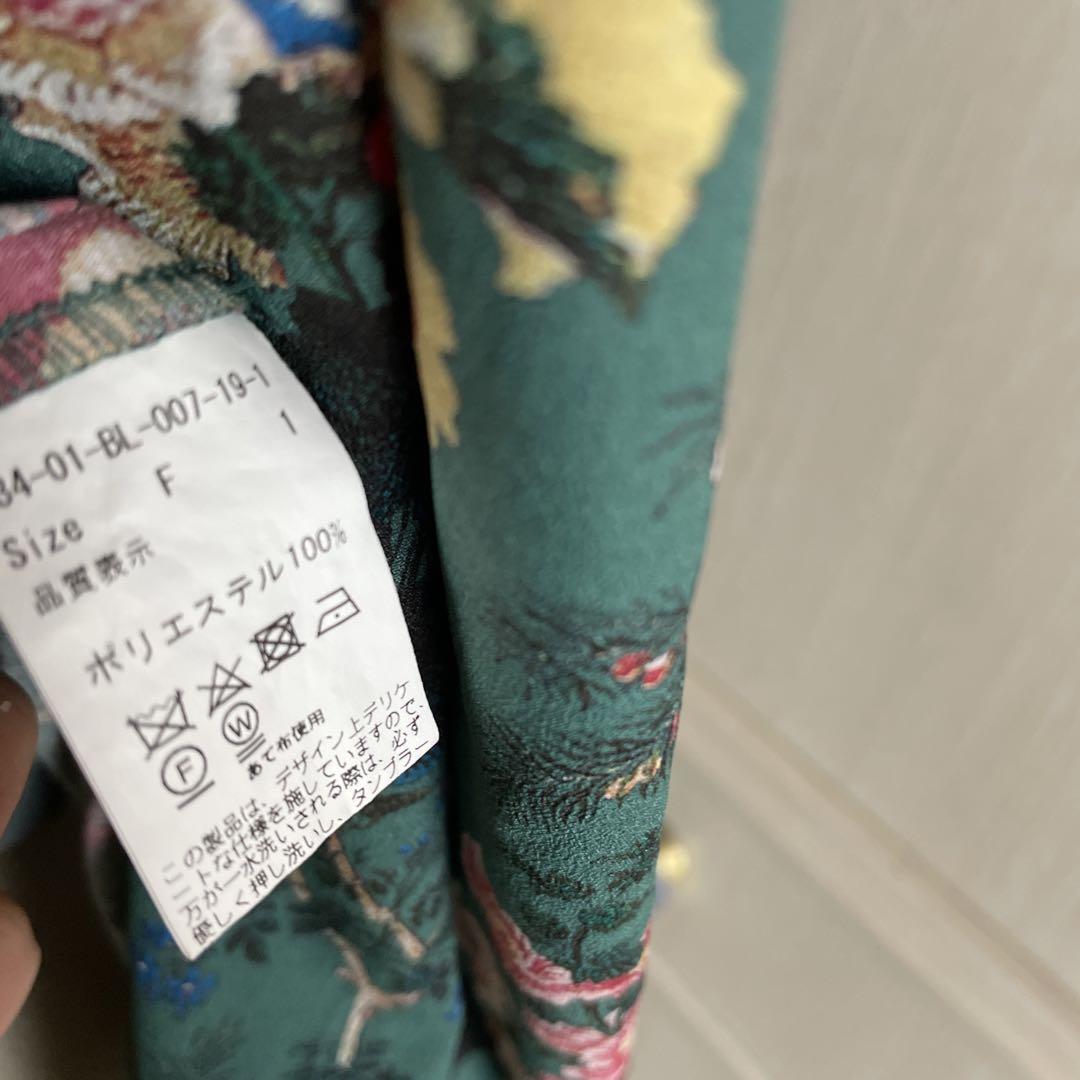 34-01-BL-007-19-1
1
Size F
品質表示
ポリエステル100%
F W
あて布使用
この製品は、デザイン上デリケ
ートな仕様を施していますので、
万が一水洗いされる際は、必ず
優しく押し洗いし、タンブラー